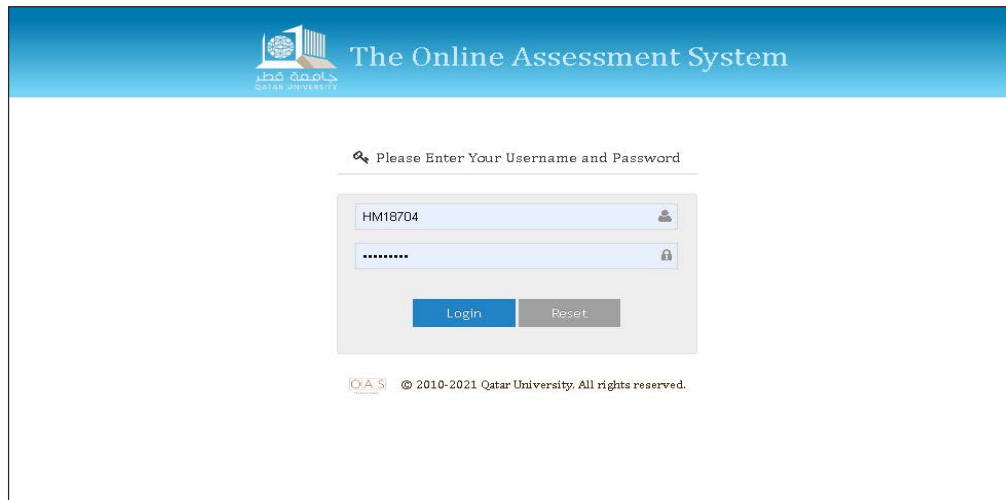 The Online Assessment System
جامعة قطر
QATAR UNIVERSITY
Please Enter Your Username and Password
HM18704
•••••••••
Login
Reset
OAS
© 2010-2021 Qatar University. All rights reserved.